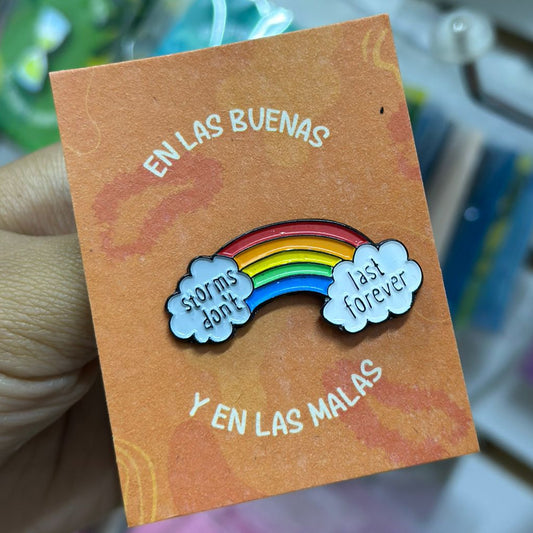 EN LAS BUENAS
storms
don't
last
forever
Y EN LAS MALAS